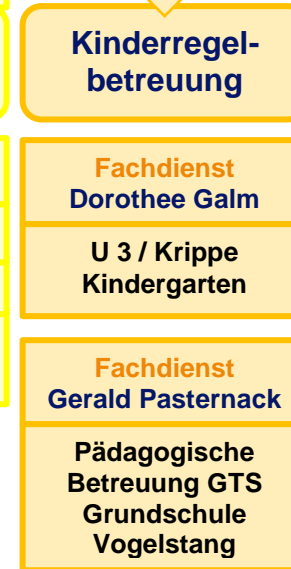 Kinderregel-
betreuung
Fachdienst
Dorothee Galm
U 3 / Krippe
Kindergarten
Fachdienst
Gerald Pasternack
Pädagogische
Betreuung GTS
Grundschule
Vogelstang